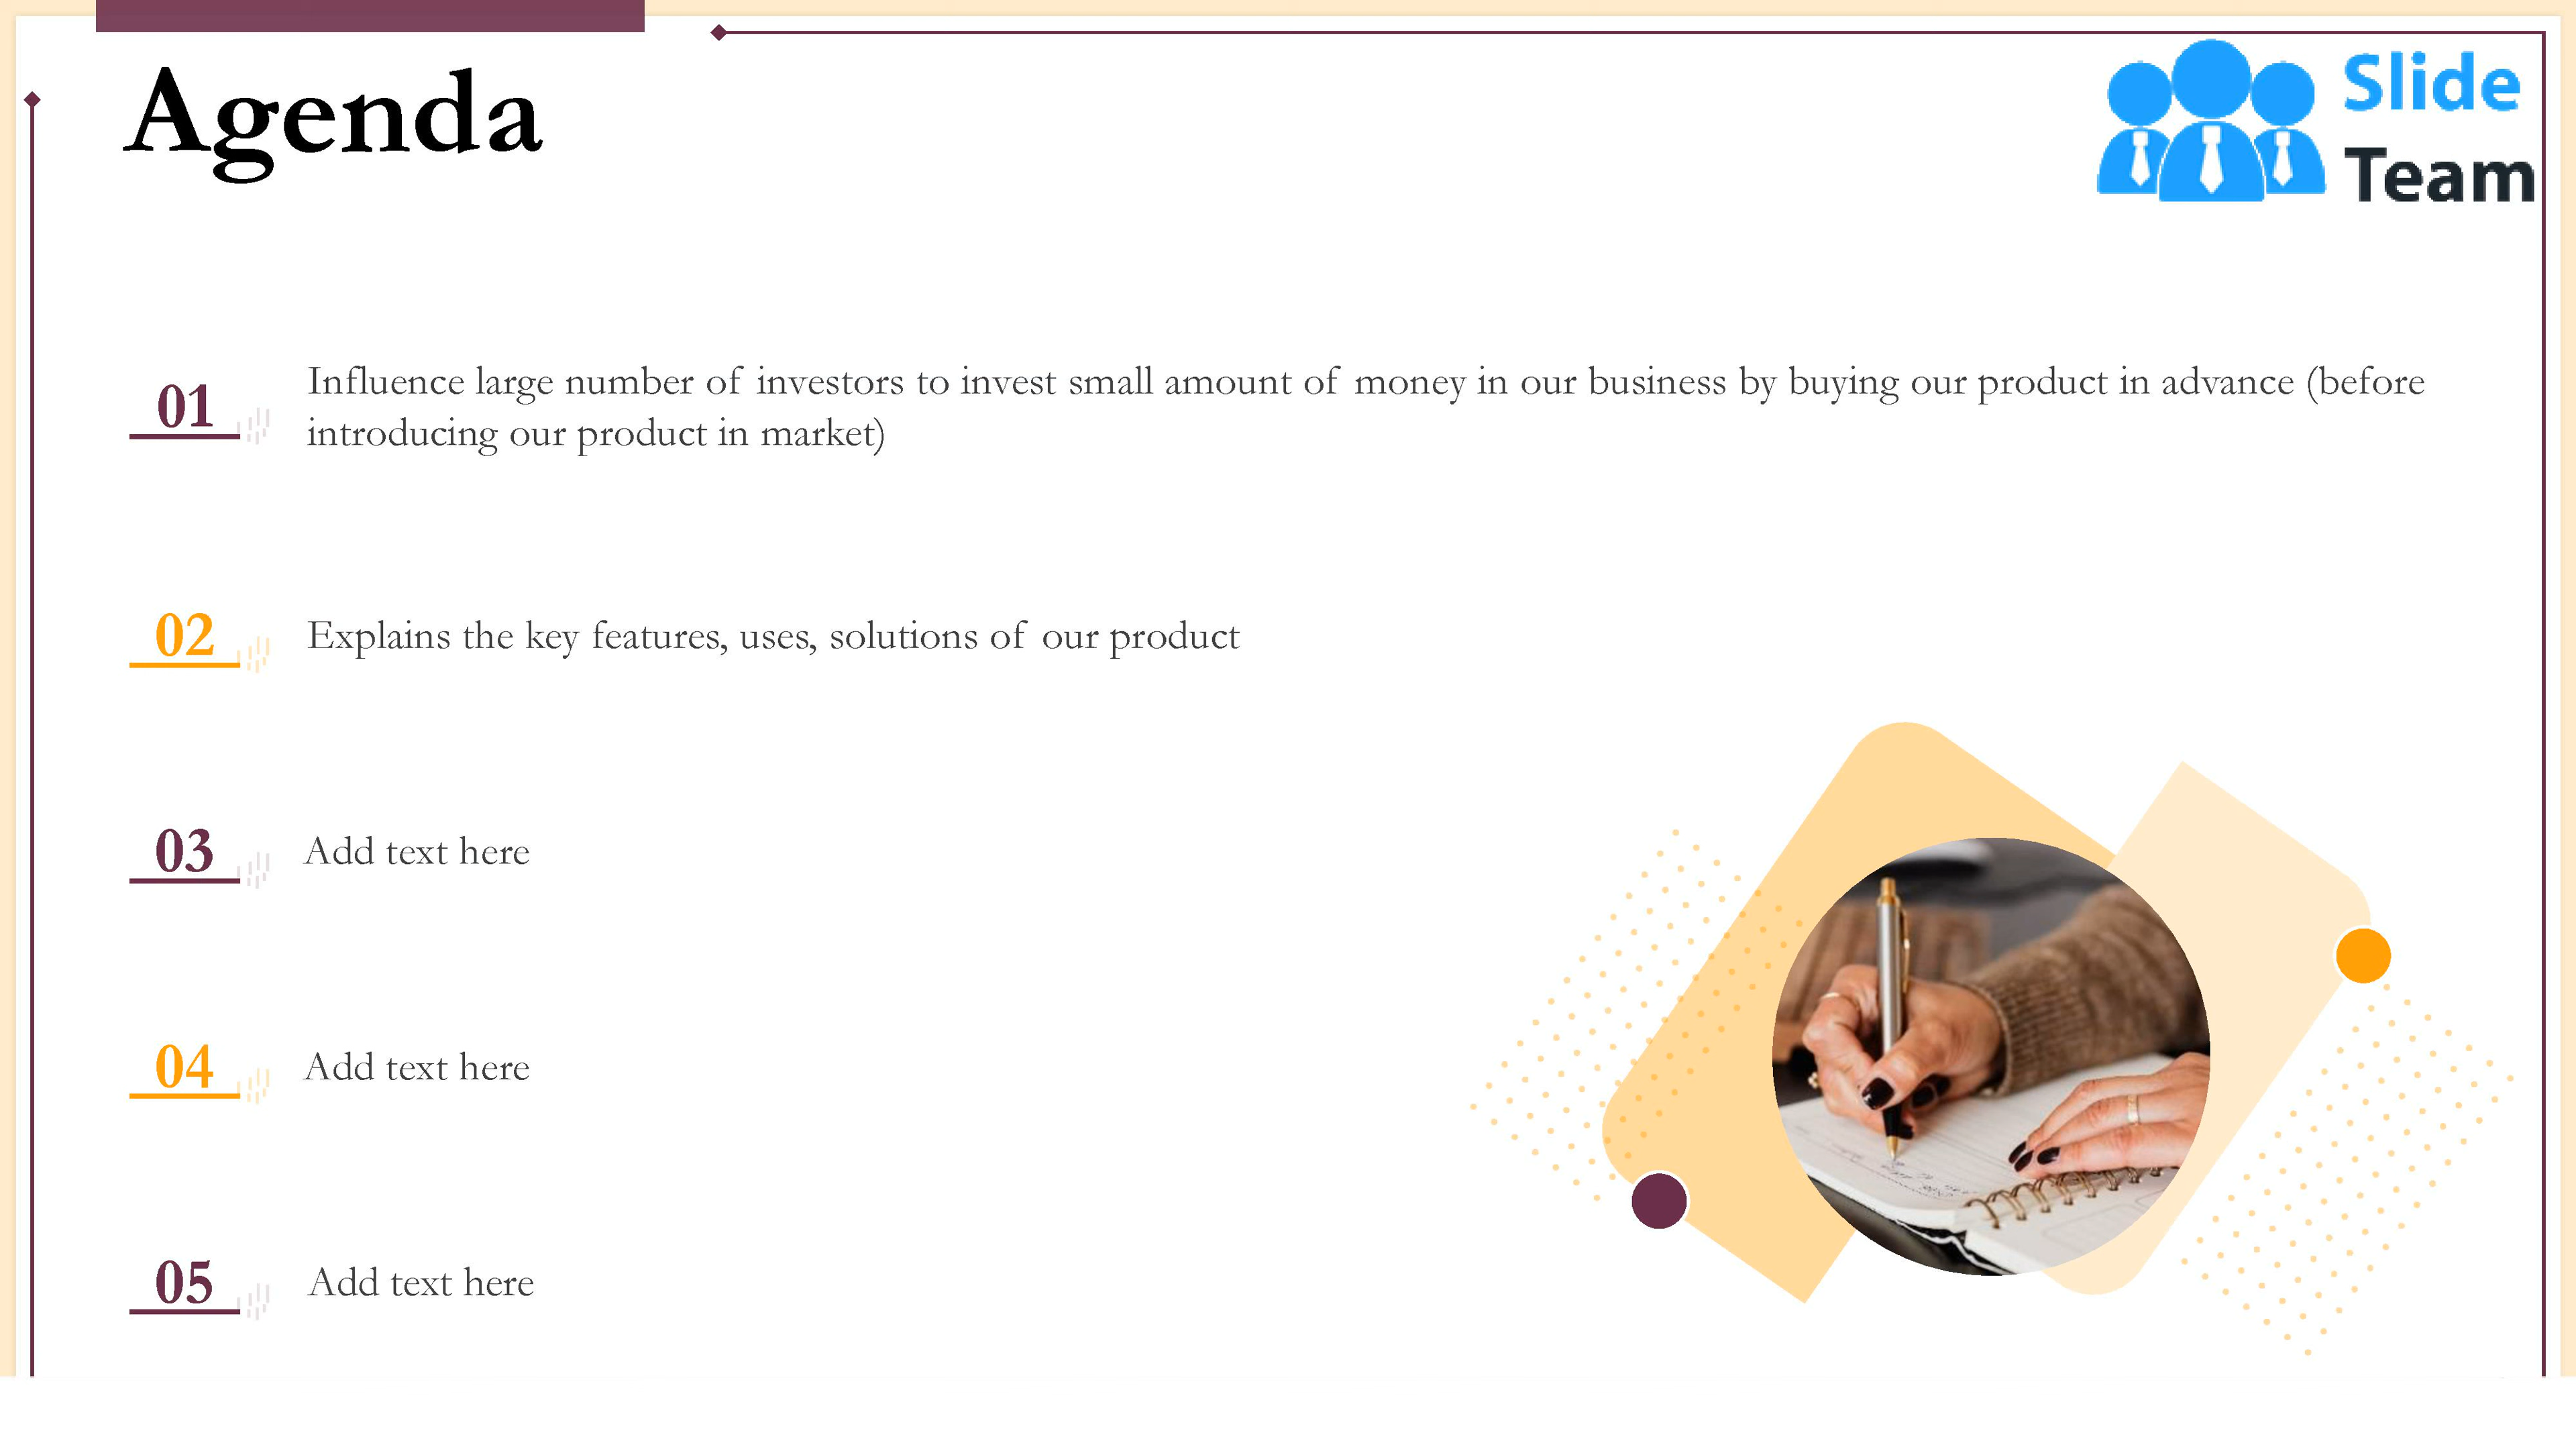 Agenda
Slide
Team
01
Influence large number of investors to invest small amount of money in our business by buying our product in advance (before
introducing our product in market)
02
Explains the key features, uses, solutions of our product
03
Add text here
04
Add text here
05
Add text here